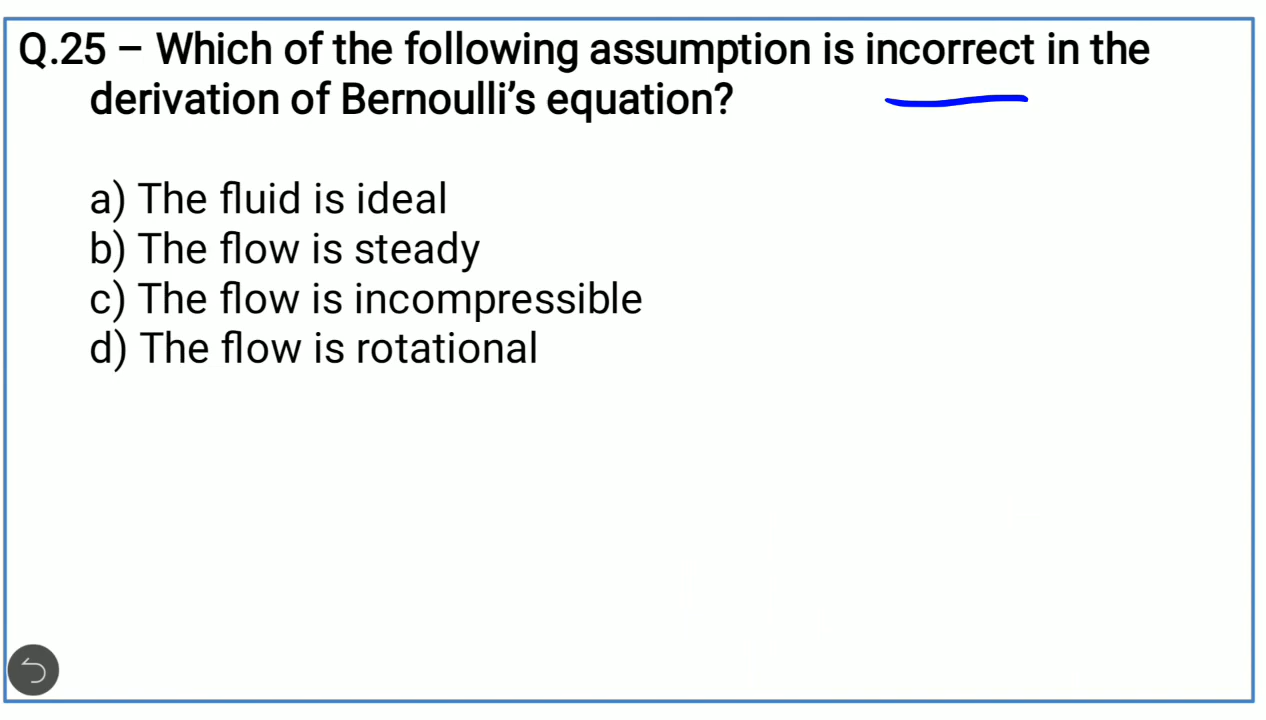 Q.25 – Which of the following assumption is incorrect in the
derivation of Bernoulli’s equation?
a) The fluid is ideal
b) The flow is steady
c) The flow is incompressible
d) The flow is rotational